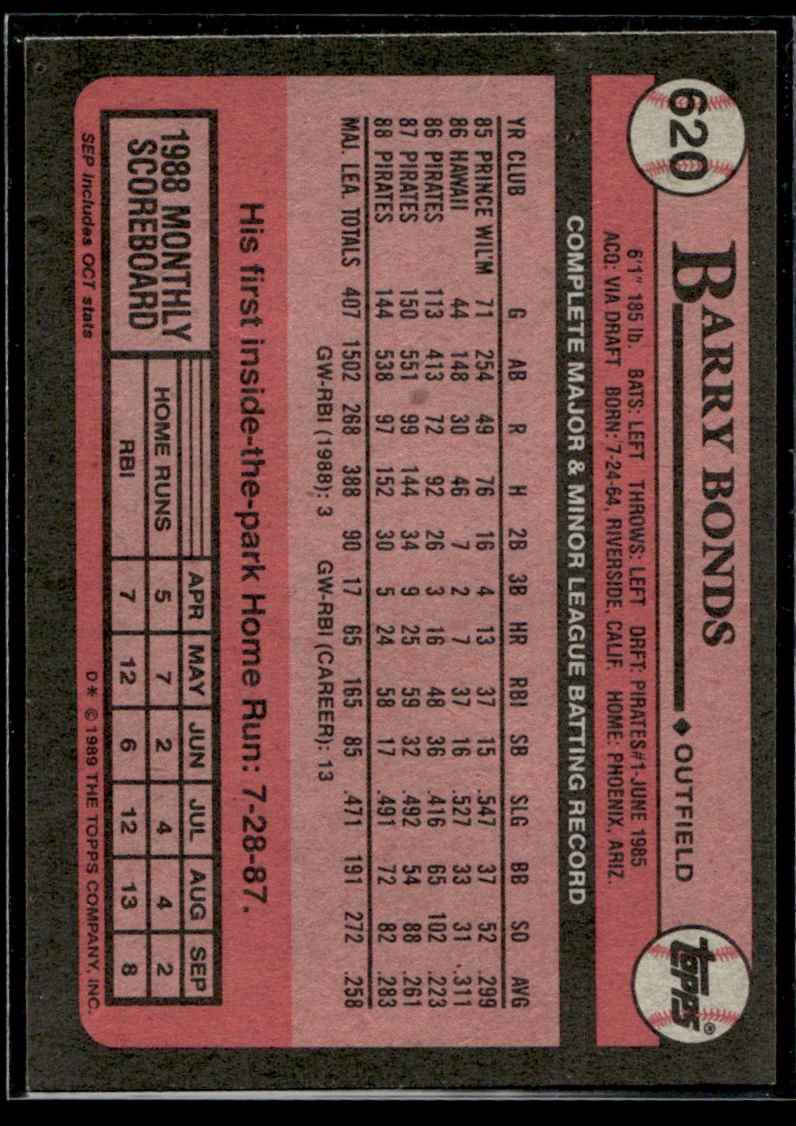 620
BARRY BONDS ◆ OUTFIELD
TOPPS®
6'1" 185 lb. BATS: LEFT THROWS: LEFT DRFT: PIRATES#1-JUNE 1985
ACQ: VIA DRAFT BORN: 7-24-64, RIVERSIDE, CALIF. HOME: PHOENIX, ARIZ.
COMPLETE MAJOR & MINOR LEAGUE BATTING RECORD
YR CLUB G AB R H 2B 3B HR RBI SB SLG BB SO AVG
85 PRINCE WIL'M 71 254 49 76 16 4 13 37 15 .547 37 52 .299
86 HAWAII 44 148 30 46 7 2 7 37 16 .527 33 31 .311
86 PIRATES 113 413 72 92 26 3 16 48 36 .416 65 102 .223
87 PIRATES 150 551 99 144 34 9 25 59 32 .492 54 88 .261
88 PIRATES 144 538 97 152 30 5 24 58 17 .491 72 82 .283
MAJ. LEA. TOTALS 407 1502 268 388 90 17 65 165 85 .471 191 272 .258
GW-RBI (1988): 3 GW-RBI (CAREER): 13
His first inside-the-park Home Run: 7-28-87.
1988 MONTHLY
SCOREBOARD
APR MAY JUN JUL AUG SEP
HOME RUNS 5 7 2 4 4 2
RBI 7 12 6 12 13 8
SEP includes OCT stats
D* © 1989 THE TOPPS COMPANY, INC.